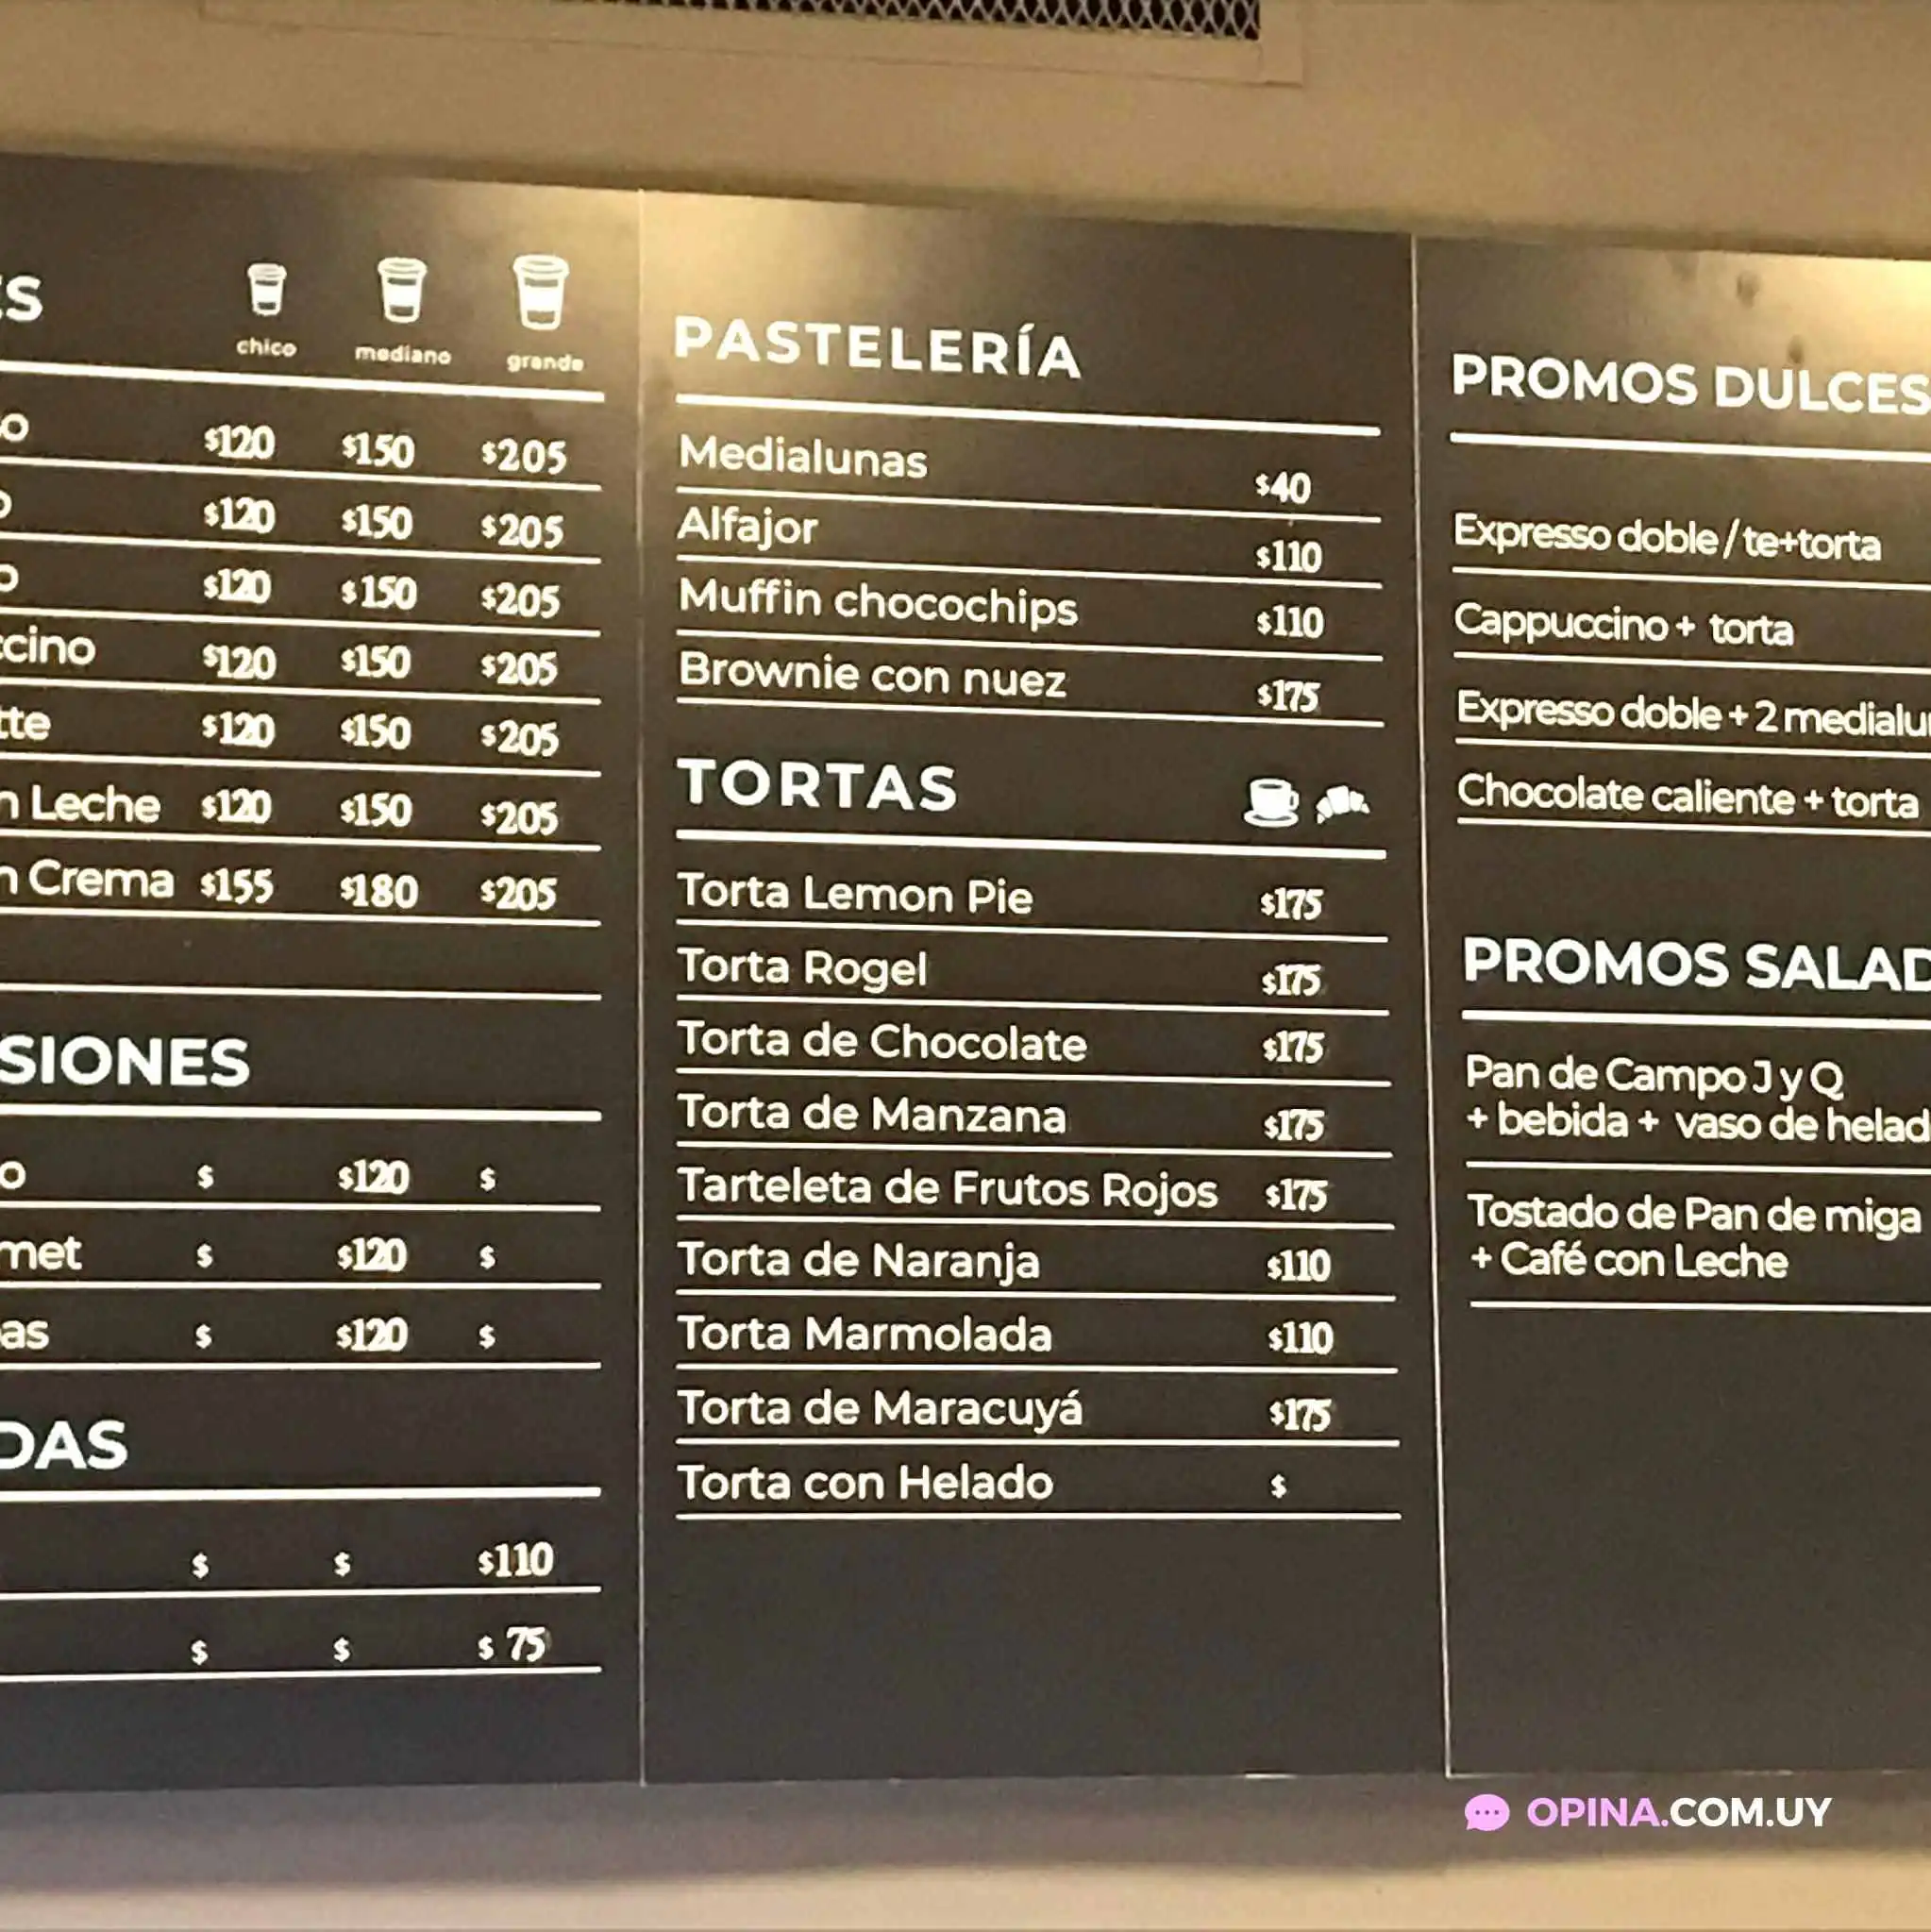 ES
chico mediano grande
so $120 $150 $205
o $120 $150 $205
o $120 $150 $205
ccino $120 $150 $205
tte $120 $150 $205
n Leche $120 $150 $205
n Crema $155 $180 $205
SIONES
o $ $120 $
met $ $120 $
as $ $120 $
DAS
$ $ $110
$ $ $ 75
PASTELERÍA
Medialunas $40
Alfajor $110
Muffin chocochips $110
Brownie con nuez $175
TORTAS
Torta Lemon Pie $175
Torta Rogel $175
Torta de Chocolate $175
Torta de Manzana $175
Tarteleta de Frutos Rojos $175
Torta de Naranja $110
Torta Marmolada $110
Torta de Maracuyá $175
Torta con Helado $
PROMOS DULCES
Expresso doble / te+torta
Cappuccino + torta
Expresso doble + 2 medialu
Chocolate caliente + torta
PROMOS SALAD
Pan de Campo J y Q
+ bebida + vaso de helad
Tostado de Pan de miga
+ Café con Leche
OPINA.COM.UY